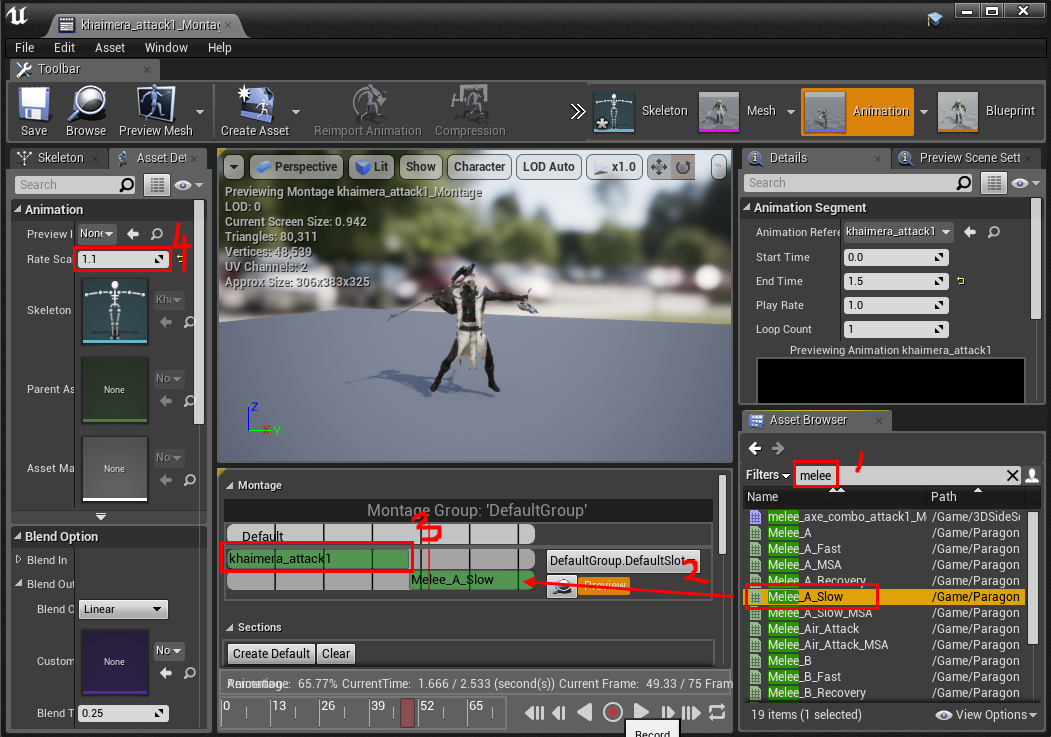 khaimera_attack1_Montag
File Edit Asset Window Help
Toolbar
Save Browse Preview Mesh Create Asset Reimport Animation Compression Skeleton Mesh Animation Blueprint
Skeleton Asset Det
Search
Animation
Preview I None
Rate Sca 1.1
4
Skeleton Kha
Parent As None No
Asset Ma None No
Blend Option
Blend In
Blend Out
Blend O Linear
Custom None No
Blend T 0.25
Perspective Lit Show Character LOD Auto x1.0
Previewing Montage khaimera_attack1_Montage
LOD: 0
Current Screen Size: 0.942
Triangles: 80,311
Vertices: 48,539
UV Channels: 2
Approx Size: 306x383x325
Z
X Y
Montage
Montage Group: 'DefaultGroup'
3
Default
khaimera_attack1
DefaultGroup.DefaultSlot
2
Melee_A_Slow
Preview
Sections
Create Default Clear
Percentage: 65.77% CurrentTime: 1.666 / 2.533 (second(s)) Current Frame: 49.33 / 75 Fram
0 13 26 39 52 65
Record
Details Preview Scene Sett
Search
Animation Segment
Animation Refere khaimera_attack1
Start Time 0.0
End Time 1.5
Play Rate 1.0
Loop Count 1
Previewing Animation khaimera_attack1
Asset Browser
1
Filters melee
Name Path
melee_axe_combo_attack1_M /Game/3DSideSc
Melee_A /Game/Paragon
Melee_A_Fast /Game/Paragon
Melee_A_MSA /Game/Paragon
Melee_A_Recovery /Game/Paragon
Melee_A_Slow /Game/Paragon
Melee_A_Slow_MSA /Game/Paragon
Melee_Air_Attack /Game/Paragon
Melee_Air_Attack_MSA /Game/Paragon
Melee_B /Game/Paragon
Melee_B_Fast /Game/Paragon
Melee_B_Recovery /Game/Paragon
19 items (1 selected) View Options